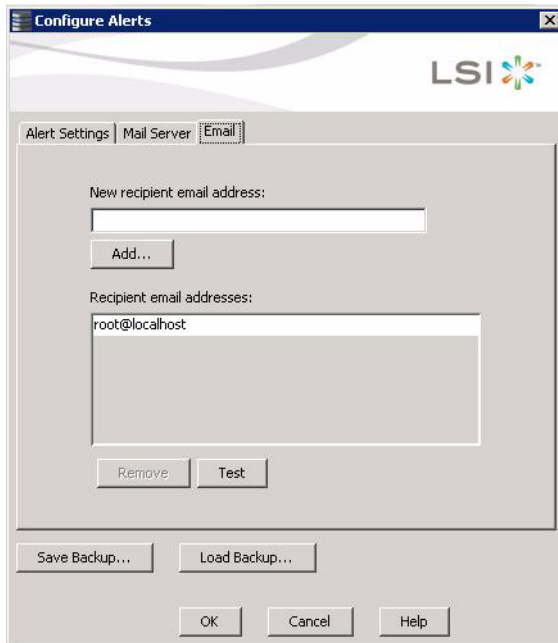 Configure Alerts
LSI™
Alert Settings Mail Server Email
New recipient email address:
Add...
Recipient email addresses:
root@localhost
Remove Test
Save Backup... Load Backup...
OK Cancel Help